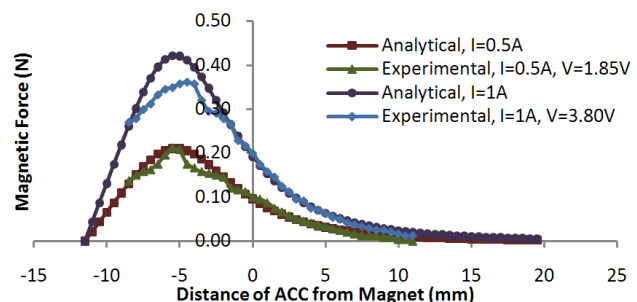 0.50
0.40
0.30
0.20
0.10
0.00
Magnetic Force (N)
Analytical, I=0.5A
Experimental, I=0.5A, V=1.85V
Analytical, I=1A
Experimental, I=1A, V=3.80V
-15 -10 -5 0 5 10 15 20 25
Distance of ACC from Magnet (mm)